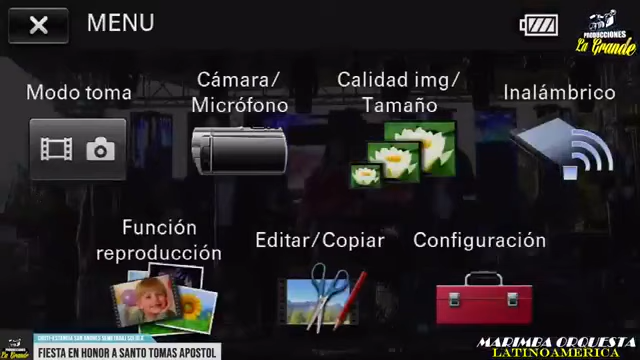 MENU
PRODUCCIONES
La Grande
Modo toma
Cámara/
Micrófono
Calidad img/
Tamaño
Inalámbrico
Función
reproducción
Editar/Copiar
Configuración
FIESTA EN HONOR A SANTO TOMAS APOSTOL
MARIMBA ORQUESTA
LATINOAMERICA